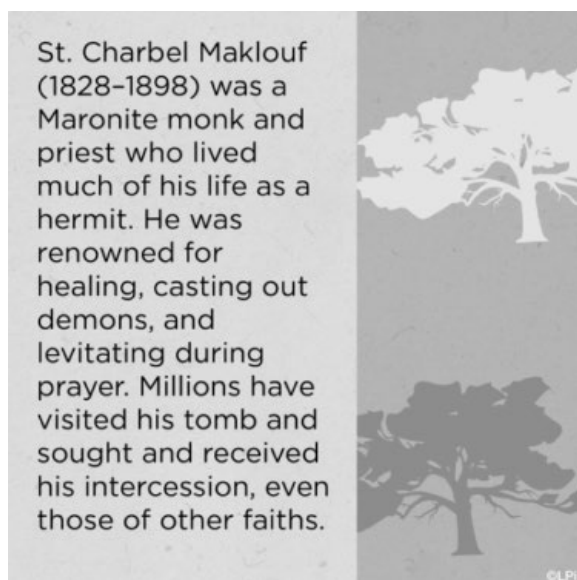 St. Charbel Maklouf
(1828–1898) was a
Maronite monk and
priest who lived
much of his life as a
hermit. He was
renowned for
healing, casting out
demons, and
levitating during
prayer. Millions have
visited his tomb and
sought and received
his intercession, even
those of other faiths.
©LPi